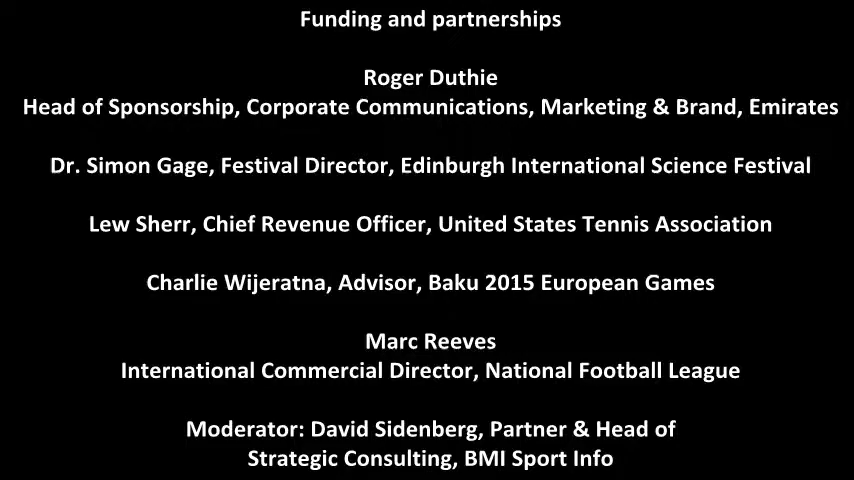 Funding and partnerships
Roger Duthie
Head of Sponsorship, Corporate Communications, Marketing & Brand, Emirates
Dr. Simon Gage, Festival Director, Edinburgh International Science Festival
Lew Sherr, Chief Revenue Officer, United States Tennis Association
Charlie Wijeratna, Advisor, Baku 2015 European Games
Marc Reeves
International Commercial Director, National Football League
Moderator: David Sidenberg, Partner & Head of
Strategic Consulting, BMI Sport Info